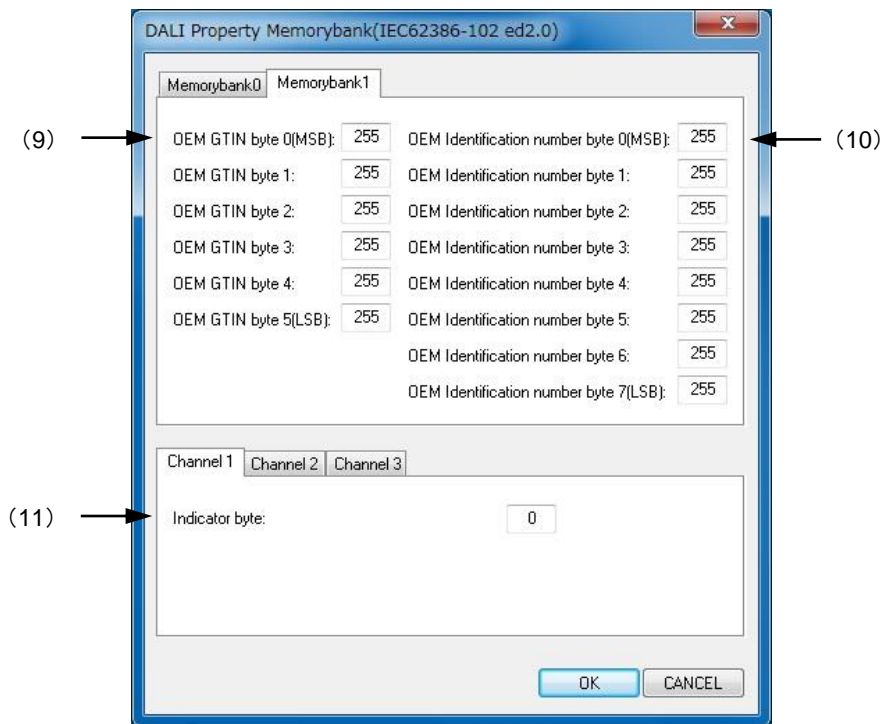 DALI Property Memorybank(IEC62386-102 ed2.0)
Memorybank0 Memorybank1
(9) OEM GTIN byte 0(MSB): 255 OEM Identification number byte 0(MSB): 255 (10)
OEM GTIN byte 1: 255 OEM Identification number byte 1: 255
OEM GTIN byte 2: 255 OEM Identification number byte 2: 255
OEM GTIN byte 3: 255 OEM Identification number byte 3: 255
OEM GTIN byte 4: 255 OEM Identification number byte 4: 255
OEM GTIN byte 5(LSB): 255 OEM Identification number byte 5: 255
OEM Identification number byte 6: 255
OEM Identification number byte 7(LSB): 255
Channel 1 Channel 2 Channel 3
(11) Indicator byte: 0
OK CANCEL